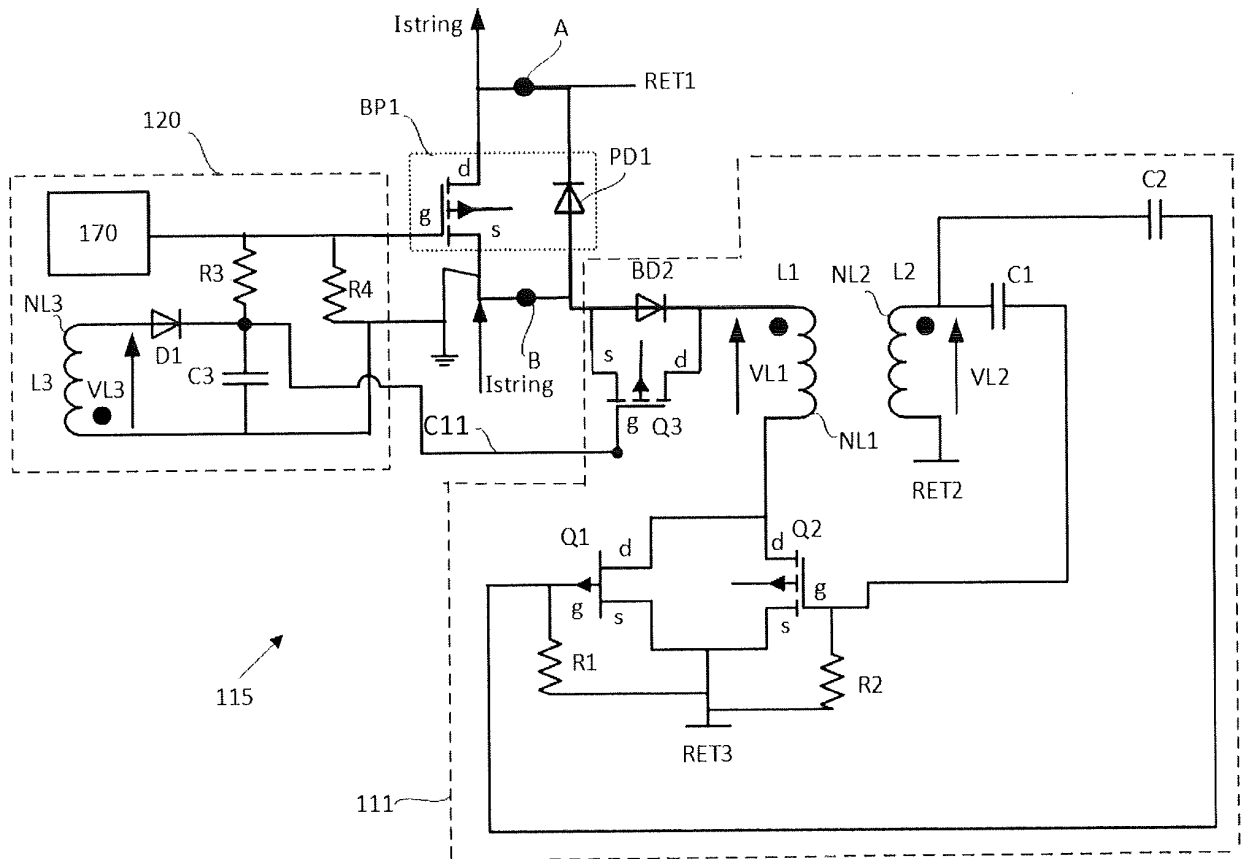 Istring
A
RET1
BP1
120
d
PD1
C2
170
g
s
R3
R4
BD2
L1
NL2
L2
C1
NL3
D1
B
s
d
VL1
VL2
L3
VL3
C3
Istring
g
Q3
NL1
C11
RET2
Q1
d
d
Q2
g
g
s
s
R1
R2
115
RET3
111